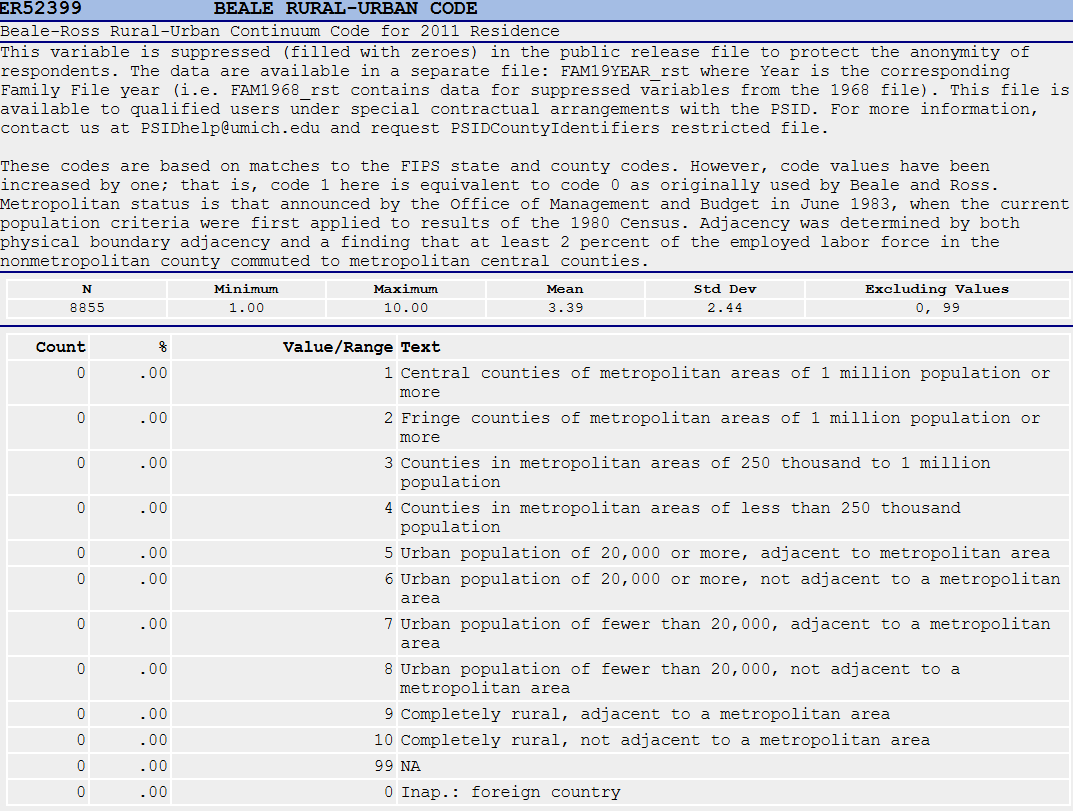 ER52399 BEALE RURAL-URBAN CODE
Beale-Ross Rural-Urban Continuum Code for 2011 Residence
This variable is suppressed (filled with zeroes) in the public release file to protect the anonymity of
respondents. The data are available in a separate file: FAM19YEAR_rst where Year is the corresponding
Family File year (i.e. FAM1968_rst contains data for suppressed variables from the 1968 file). This file is
available to qualified users under special contractual arrangements with the PSID. For more information,
contact us at PSIDhelp@umich.edu and request PSIDCountyIdentifiers restricted file.
These codes are based on matches to the FIPS state and county codes. However, code values have been
increased by one; that is, code 1 here is equivalent to code 0 as originally used by Beale and Ross.
Metropolitan status is that announced by the Office of Management and Budget in June 1983, when the current
population criteria were first applied to results of the 1980 Census. Adjacency was determined by both
physical boundary adjacency and a finding that at least 2 percent of the employed labor force in the
nonmetropolitan county commuted to metropolitan central counties.
N Minimum Maximum Mean Std Dev Excluding Values
8855 1.00 10.00 3.39 2.44 0, 99
Count % Value/Range Text
0 .00 1 Central counties of metropolitan areas of 1 million population or
more
0 .00 2 Fringe counties of metropolitan areas of 1 million population or
more
0 .00 3 Counties in metropolitan areas of 250 thousand to 1 million
population
0 .00 4 Counties in metropolitan areas of less than 250 thousand
population
0 .00 5 Urban population of 20,000 or more, adjacent to metropolitan area
0 .00 6 Urban population of 20,000 or more, not adjacent to a metropolitan
area
0 .00 7 Urban population of fewer than 20,000, adjacent to a metropolitan
area
0 .00 8 Urban population of fewer than 20,000, not adjacent to a
metropolitan area
0 .00 9 Completely rural, adjacent to a metropolitan area
0 .00 10 Completely rural, not adjacent to a metropolitan area
0 .00 99 NA
0 .00 0 Inap.: foreign country